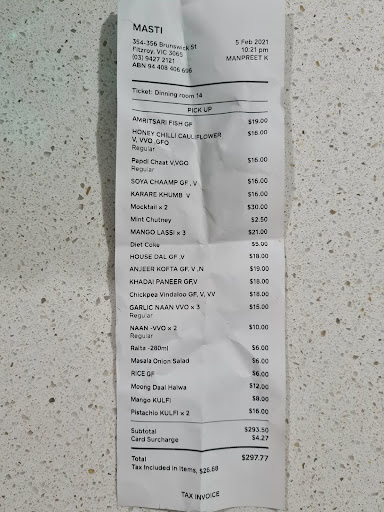 MASTI
354-356 Brunswick St
Fitzroy, VIC 3065
(03) 9427 2121
ABN 94 408 406 696
5 Feb 2021
10:21 pm
MANPREET K
Ticket: Dinning room 14
PICK UP
AMRITSARI FISH GF $19.00
HONEY CHILLI CAULIFLOWER $16.00
V, VVO ,GFO
Regular
Papdi Chaat V,VGO $16.00
Regular
SOYA CHAAMP GF , V $16.00
KARARE KHUMB V $16.00
Mocktail x 2 $30.00
Mint Chutney $2.50
MANGO LASSI x 3 $21.00
Diet Coke $5.00
HOUSE DAL GF ,V $18.00
ANJEER KOFTA GF, V ,N $19.00
KHADAI PANEER GF,V $18.00
Chickpea Vindaloo GF, V, VV $18.00
GARLIC NAAN VVO x 3 $15.00
Regular
NAAN -VVO x 2 $10.00
Regular
Raita -280ml $6.00
Masala Onion Salad $6.00
RICE GF $6.00
Moong Daal Halwa $12.00
Mango KULFI $8.00
Pistachio KULFI x 2 $16.00
Subtotal $293.50
Card Surcharge $4.27
Total $297.77
Tax Included in Items, $26.68
TAX INVOICE